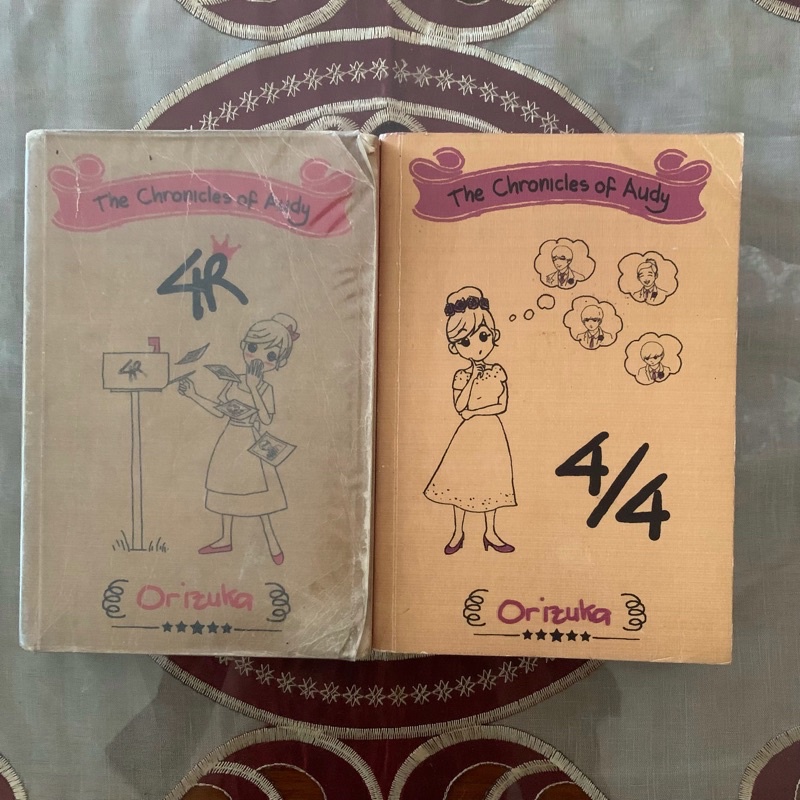 The Chronicles of Audy
4R
4R
Orizuka
The Chronicles of Audy
4/4
Orizuka